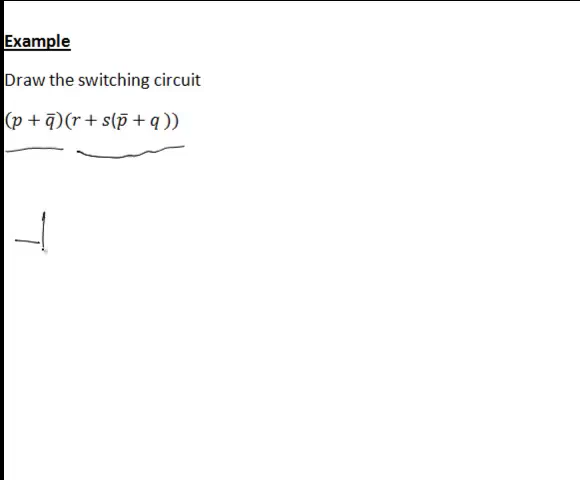 Example
Draw the switching circuit
(p + q̄)(r + s(p̄ + q ))